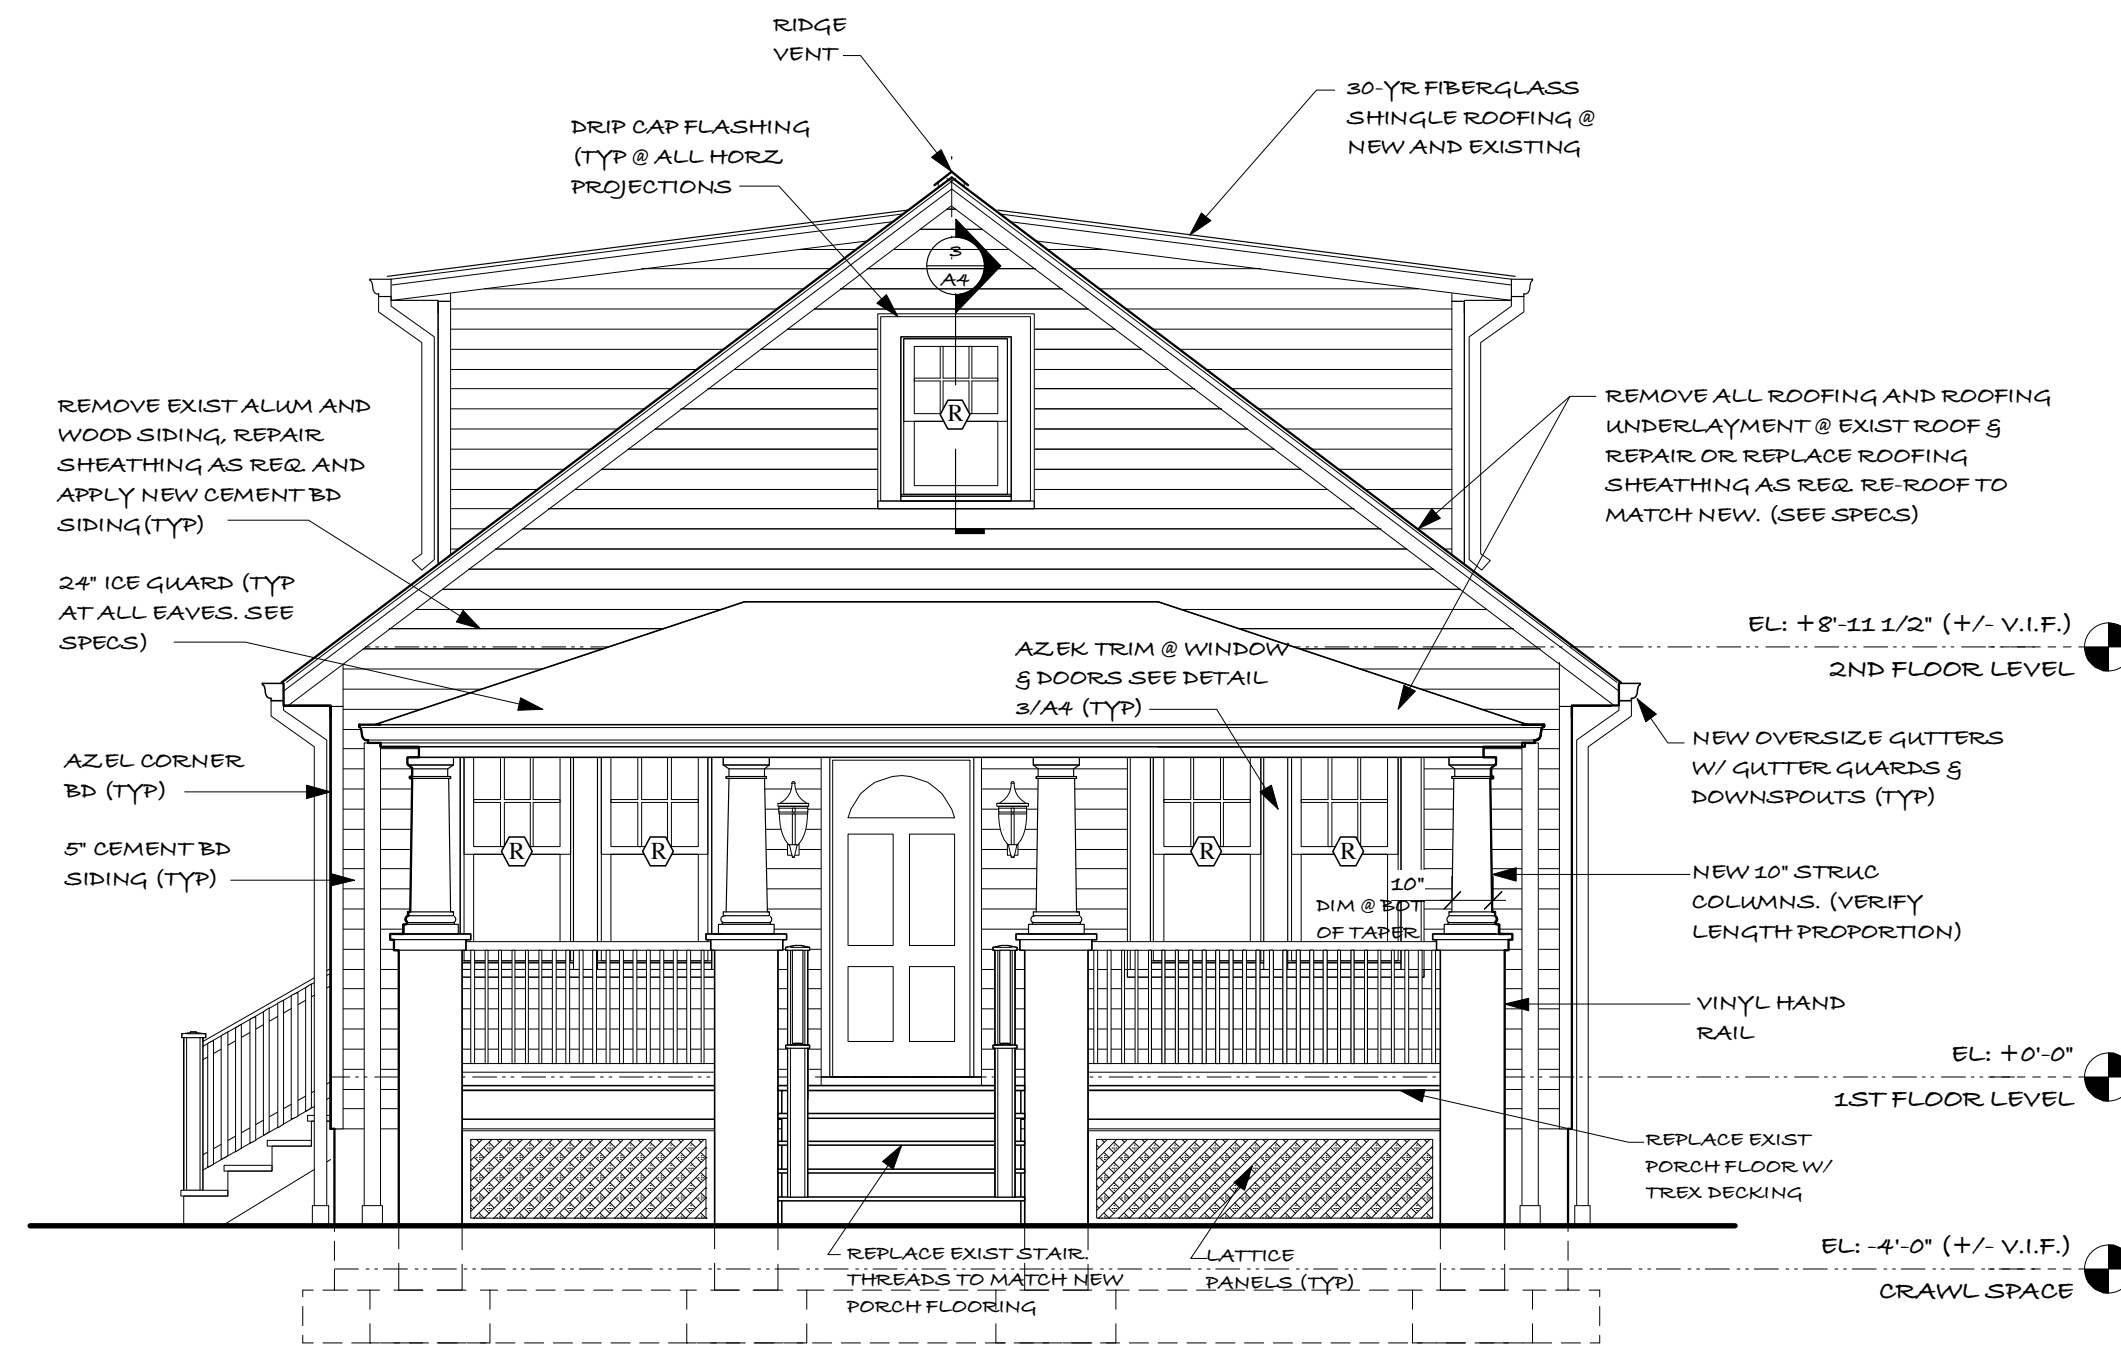 RIDGE
VENT
30-YR FIBERGLASS
SHINGLE ROOFING @
NEW AND EXISTING
DRIP CAP FLASHING
(TYP @ ALL HORZ
PROJECTIONS
3
A4
R
REMOVE EXIST ALUM AND
WOOD SIDING, REPAIR
SHEATHING AS REQ. AND
APPLY NEW CEMENT BD
SIDING(TYP)
REMOVE ALL ROOFING AND ROOFING
UNDERLAYMENT @ EXIST ROOF &
REPAIR OR REPLACE ROOFING
SHEATHING AS REQ. RE-ROOF TO
MATCH NEW. (SEE SPECS)
24" ICE GUARD (TYP
AT ALL EAVES. SEE
SPECS)
EL: +8'-11 1/2" (+/- V.I.F.)
2ND FLOOR LEVEL
AZEK TRIM @ WINDOW
& DOORS SEE DETAIL
3/A4 (TYP)
AZEL CORNER
BD (TYP)
NEW OVERSIZE GUTTERS
W/ GUTTER GUARDS &
DOWNSPOUTS (TYP)
5" CEMENT BD
SIDING (TYP)
R
R
R
R
10"
DIM @ BOT
OF TAPER
NEW 10" STRUC
COLUMNS. (VERIFY
LENGTH PROPORTION)
VINYL HAND
RAIL
EL: +0'-0"
1ST FLOOR LEVEL
REPLACE EXIST
PORCH FLOOR W/
TREX DECKING
REPLACE EXIST STAIR.
THREADS TO MATCH NEW
PORCH FLOORING
LATTICE
PANELS (TYP)
EL: -4'-0" (+/- V.I.F.)
CRAWL SPACE